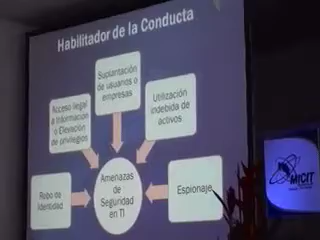 Habilitador de la Conducta
Suplantación
de usuarios o
empresas
Acceso ilegal
a Información
o Elevación
de privilegios
Utilización
indebida de
activos
Robo de
Identidad
Amenazas
de
Seguridad
en TI
Espionaje
MICIT